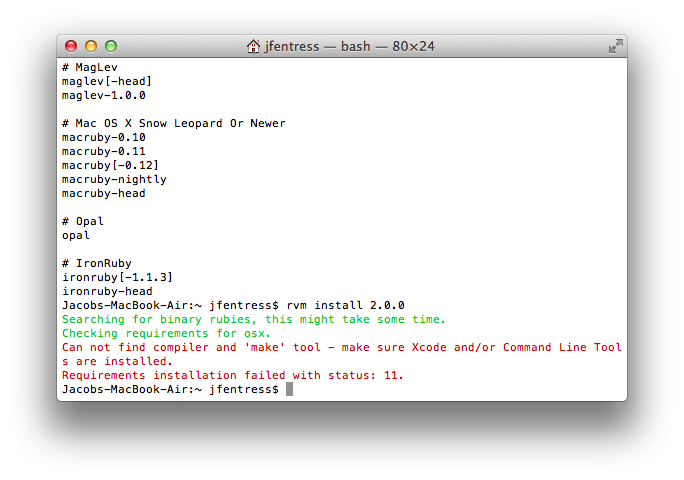 jfentress — bash — 80×24
# MagLev
maglev[-head]
maglev-1.0.0
# Mac OS X Snow Leopard Or Newer
macruby-0.10
macruby-0.11
macruby[-0.12]
macruby-nightly
macruby-head
# Opal
opal
# IronRuby
ironruby[-1.1.3]
ironruby-head
Jacobs-MacBook-Air:~ jfentress$ rvm install 2.0.0
Searching for binary rubies, this might take some time.
Checking requirements for osx.
Can not find compiler and 'make' tool - make sure Xcode and/or Command Line Tool
s are installed.
Requirements installation failed with status: 11.
Jacobs-MacBook-Air:~ jfentress$